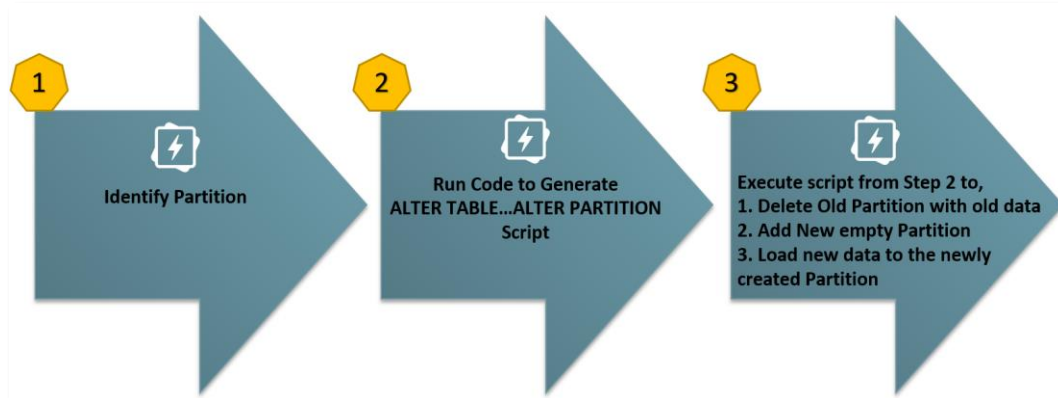 1
Identify Partition
2
Run Code to Generate
ALTER TABLE...ALTER PARTITION
Script
3
Execute script from Step 2 to,
1. Delete Old Partition with old data
2. Add New empty Partition
3. Load new data to the newly
created Partition